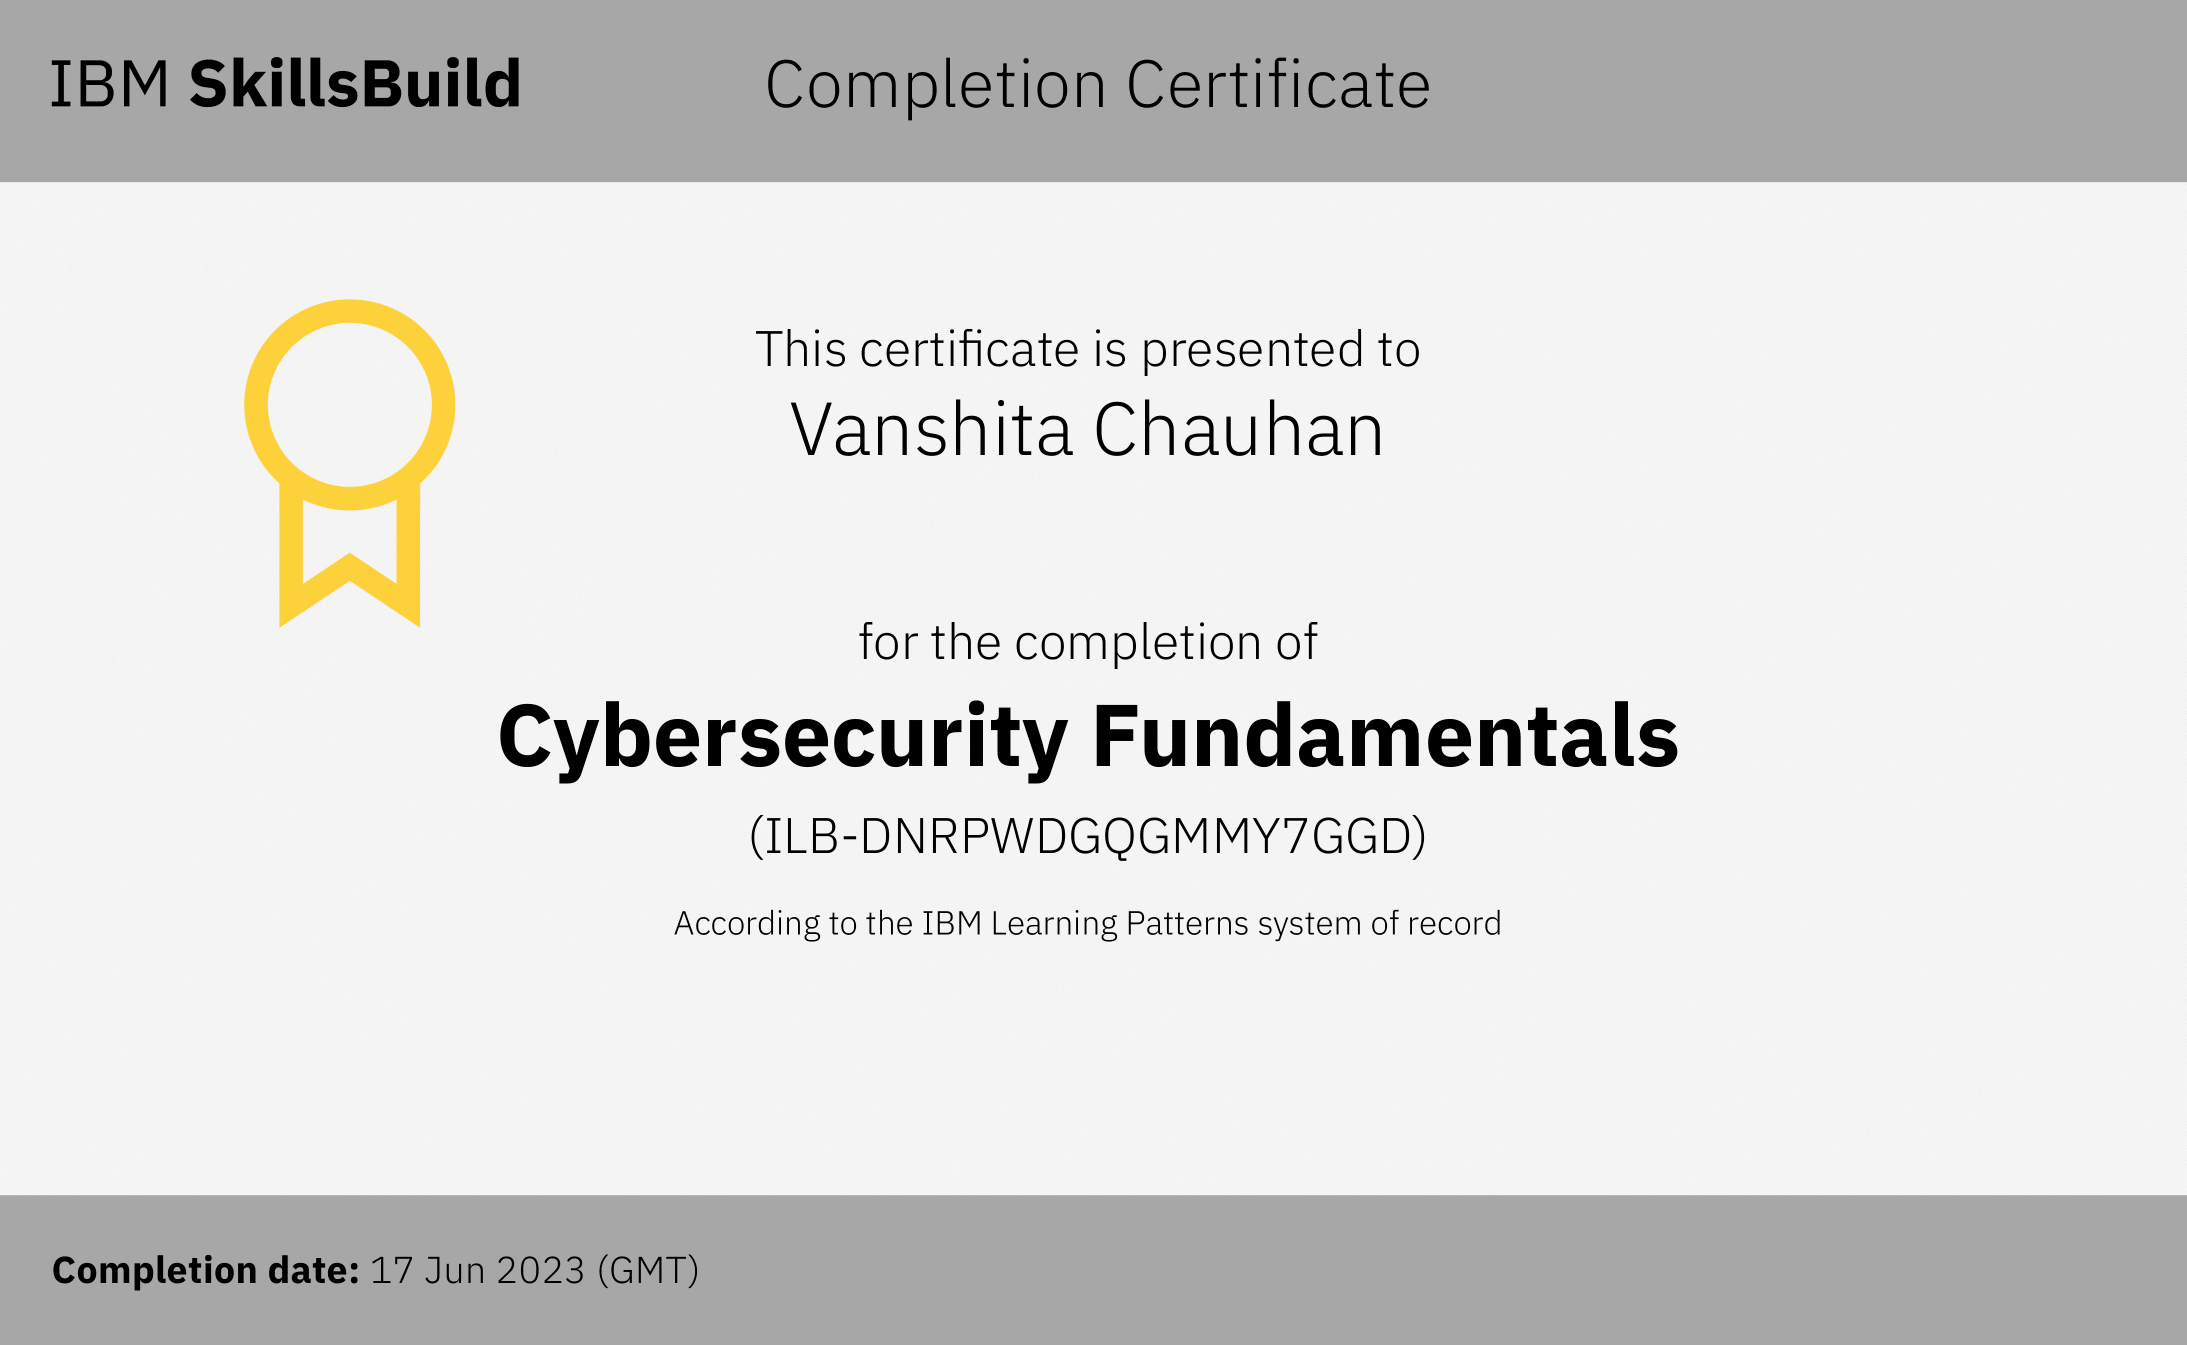 IBM SkillsBuild
Completion Certificate
This certificate is presented to
Vanshita Chauhan
for the completion of
Cybersecurity Fundamentals
(ILB-DNRPWDGQGMMY7GGD)
According to the IBM Learning Patterns system of record
Completion date: 17 Jun 2023 (GMT)